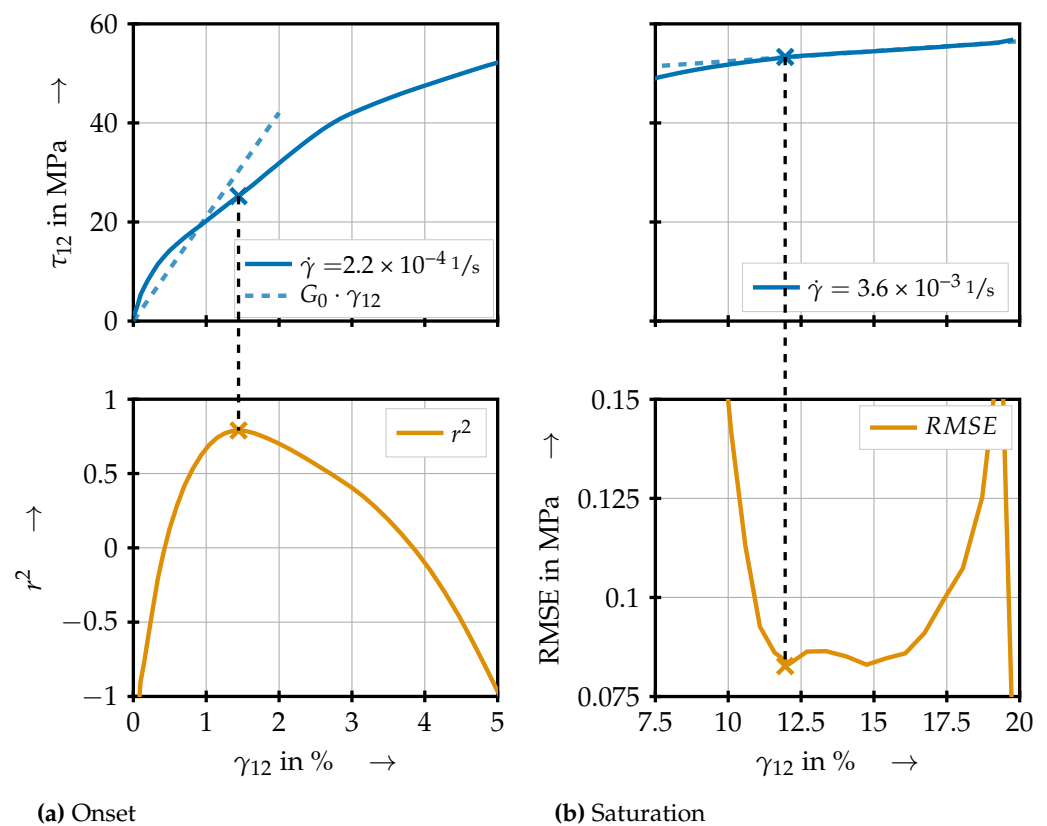 60
40
20
0
τ12 in MPa →
γ̇ =2.2 × 10−4 1/s
G0 · γ12
γ̇ = 3.6 × 10−3 1/s
1
0.5
0
−0.5
−1
r2 →
r2
0 1 2 3 4 5
γ12 in % →
0.15
0.125
0.1
0.075
RMSE in MPa →
RMSE
7.5 10 12.5 15 17.5 20
γ12 in % →
(a) Onset
(b) Saturation